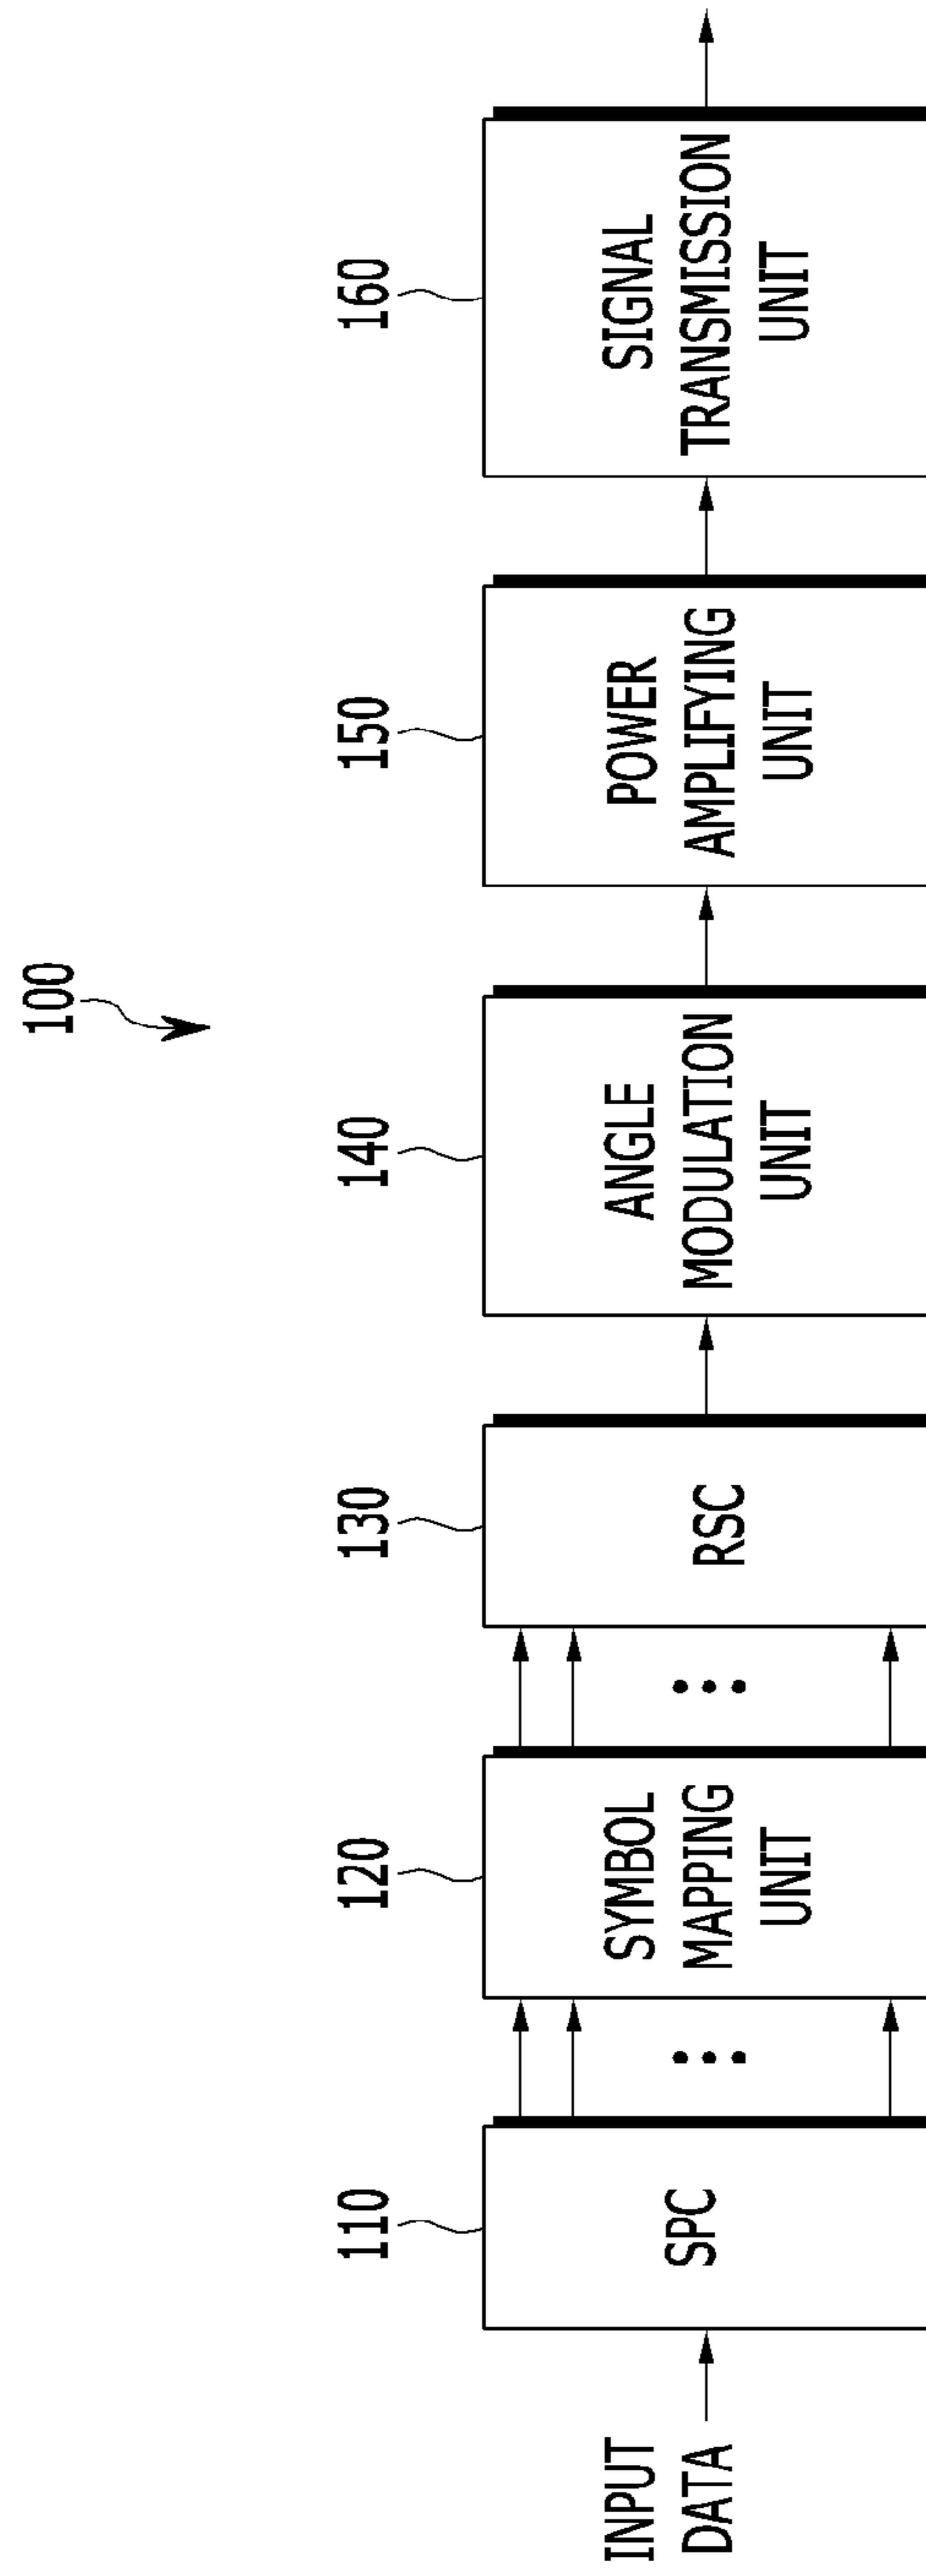 100
110
120
130
140
150
160
INPUT
DATA
SPC
SYMBOL
MAPPING
UNIT
RSC
ANGLE
MODULATION
UNIT
POWER
AMPLIFYING
UNIT
SIGNAL
TRANSMISSION
UNIT